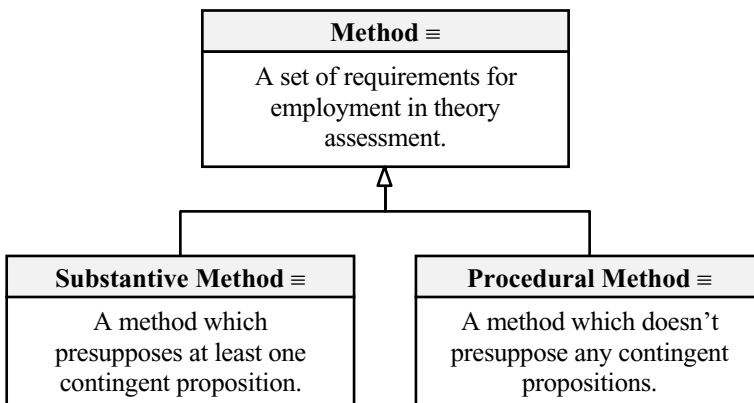 Method ≡
A set of requirements for
employment in theory
assessment.
Substantive Method ≡
A method which
presupposes at least one
contingent proposition.
Procedural Method ≡
A method which doesn’t
presuppose any contingent
propositions.